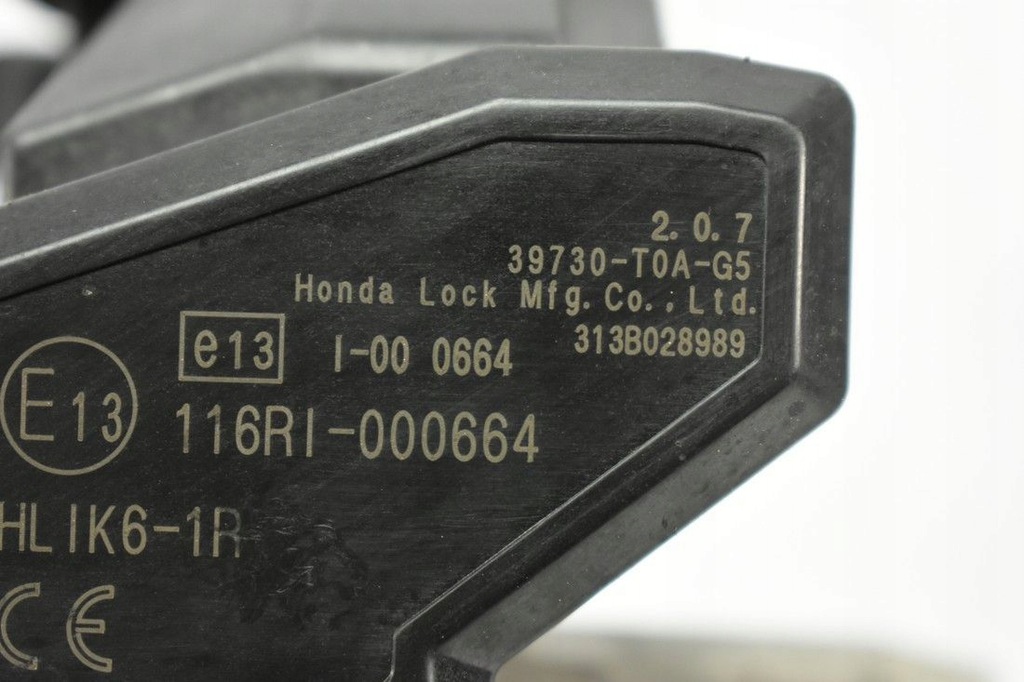 2.0.7
39730-T0A-G5
Honda Lock Mfg.Co.,Ltd.
313B028989
e13 I-00 0664
E13 116RI-000664
HLIK6-1R
CE